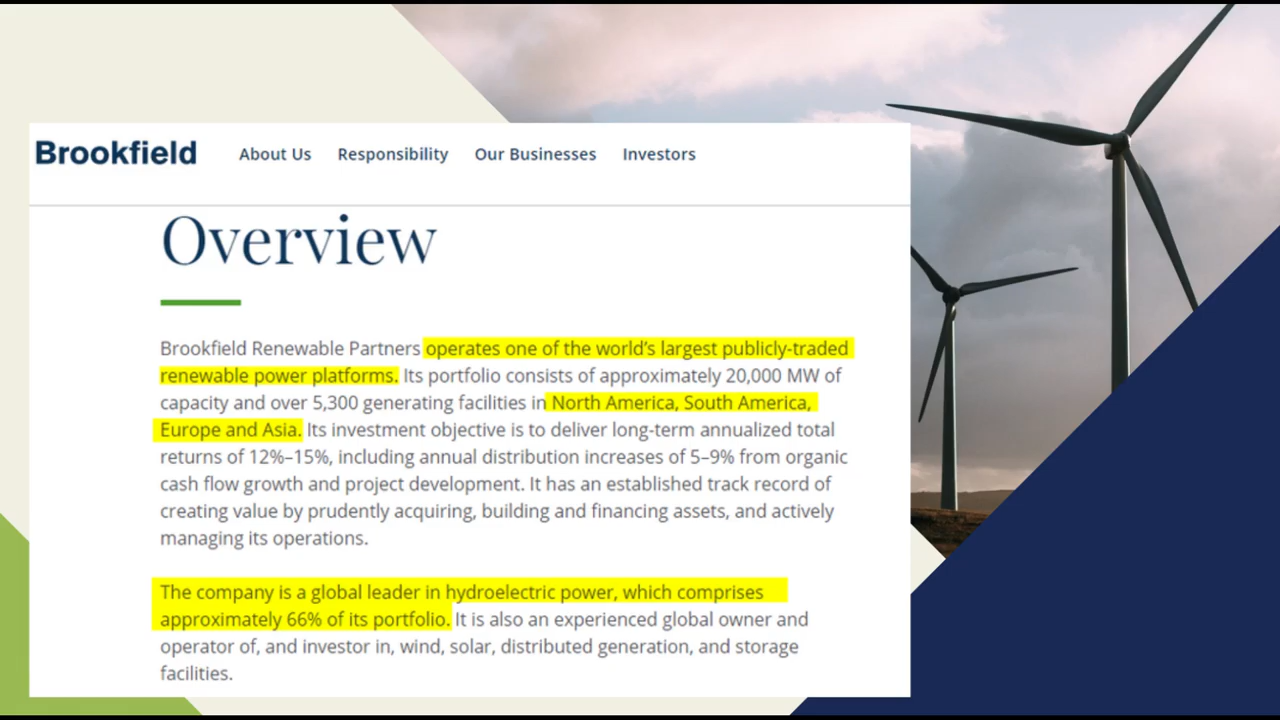 Brookfield About Us Responsibility Our Businesses Investors
Overview
Brookfield Renewable Partners operates one of the world’s largest publicly-traded
renewable power platforms. Its portfolio consists of approximately 20,000 MW of
capacity and over 5,300 generating facilities in North America, South America,
Europe and Asia. Its investment objective is to deliver long-term annualized total
returns of 12%–15%, including annual distribution increases of 5–9% from organic
cash flow growth and project development. It has an established track record of
creating value by prudently acquiring, building and financing assets, and actively
managing its operations.
The company is a global leader in hydroelectric power, which comprises
approximately 66% of its portfolio. It is also an experienced global owner and
operator of, and investor in, wind, solar, distributed generation, and storage
facilities.